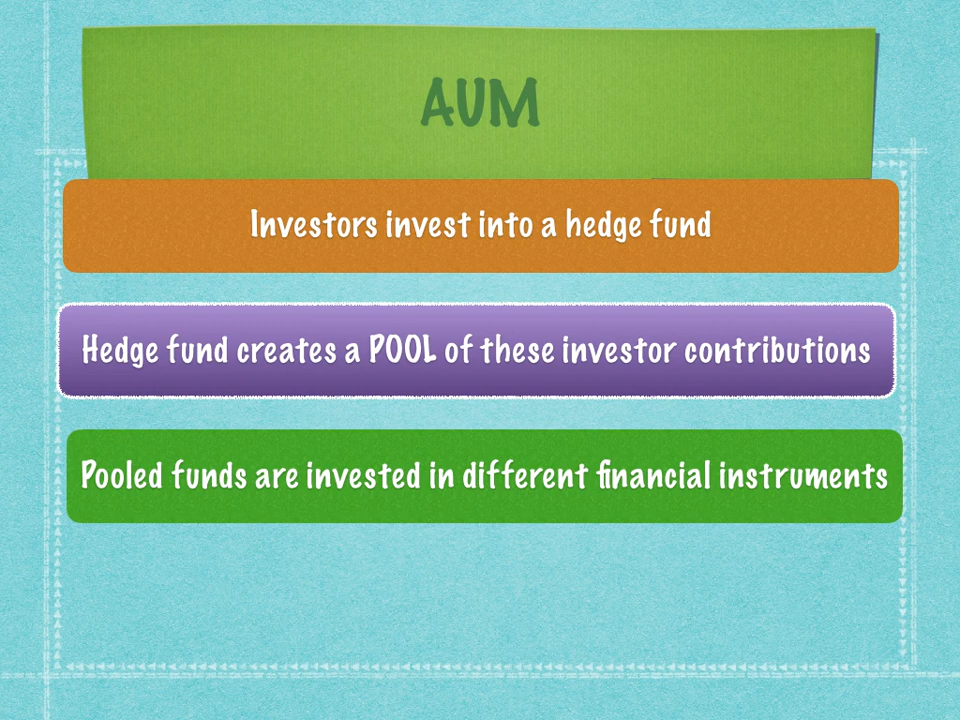 AUM
Investors invest into a hedge fund
Hedge fund creates a POOL of these investor contributions
Pooled funds are invested in different financial instruments